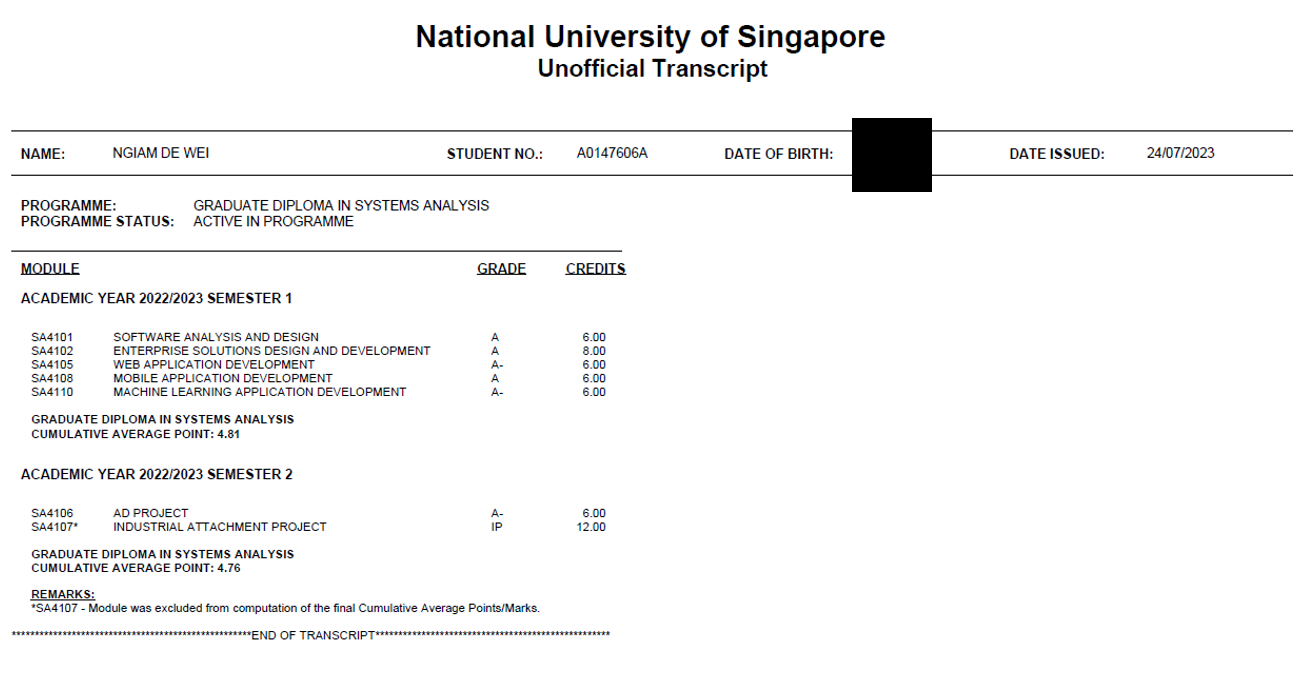 National University of Singapore
Unofficial Transcript
NAME: NGIAM DE WEI STUDENT NO.: A0147606A DATE OF BIRTH: DATE ISSUED: 24/07/2023
PROGRAMME: GRADUATE DIPLOMA IN SYSTEMS ANALYSIS
PROGRAMME STATUS: ACTIVE IN PROGRAMME
MODULE GRADE CREDITS
ACADEMIC YEAR 2022/2023 SEMESTER 1
SA4101 SOFTWARE ANALYSIS AND DESIGN A 6.00
SA4102 ENTERPRISE SOLUTIONS DESIGN AND DEVELOPMENT A 8.00
SA4105 WEB APPLICATION DEVELOPMENT A- 6.00
SA4108 MOBILE APPLICATION DEVELOPMENT A 6.00
SA4110 MACHINE LEARNING APPLICATION DEVELOPMENT A- 6.00
GRADUATE DIPLOMA IN SYSTEMS ANALYSIS
CUMULATIVE AVERAGE POINT: 4.81
ACADEMIC YEAR 2022/2023 SEMESTER 2
SA4106 AD PROJECT A- 6.00
SA4107* INDUSTRIAL ATTACHMENT PROJECT IP 12.00
GRADUATE DIPLOMA IN SYSTEMS ANALYSIS
CUMULATIVE AVERAGE POINT: 4.76
REMARKS:
*SA4107 - Module was excluded from computation of the final Cumulative Average Points/Marks.
****************************************************END OF TRANSCRIPT***************************************************